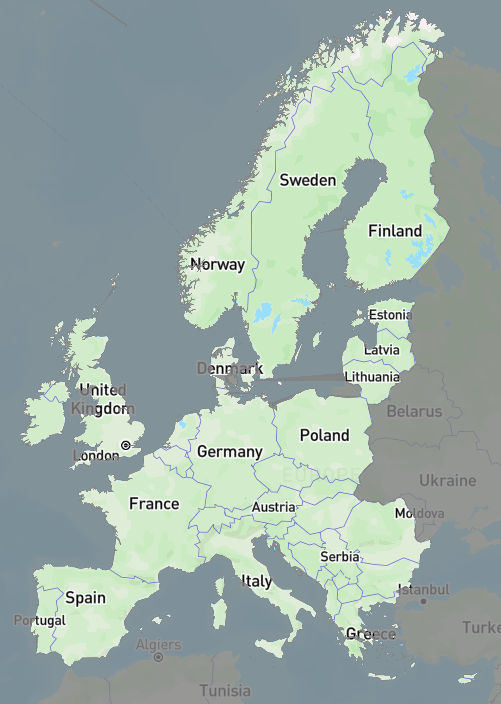 Sweden
Finland
Norway
Estonia
Latvia
Denmark
Lithuania
United
Kingdom
Belarus
Poland
Germany
London
EUROPE
Ukraine
France
Austria
Moldova
Serbia
Italy
Istanbul
Spain
Portugal
Turke
Greece
Algiers
Tunisia